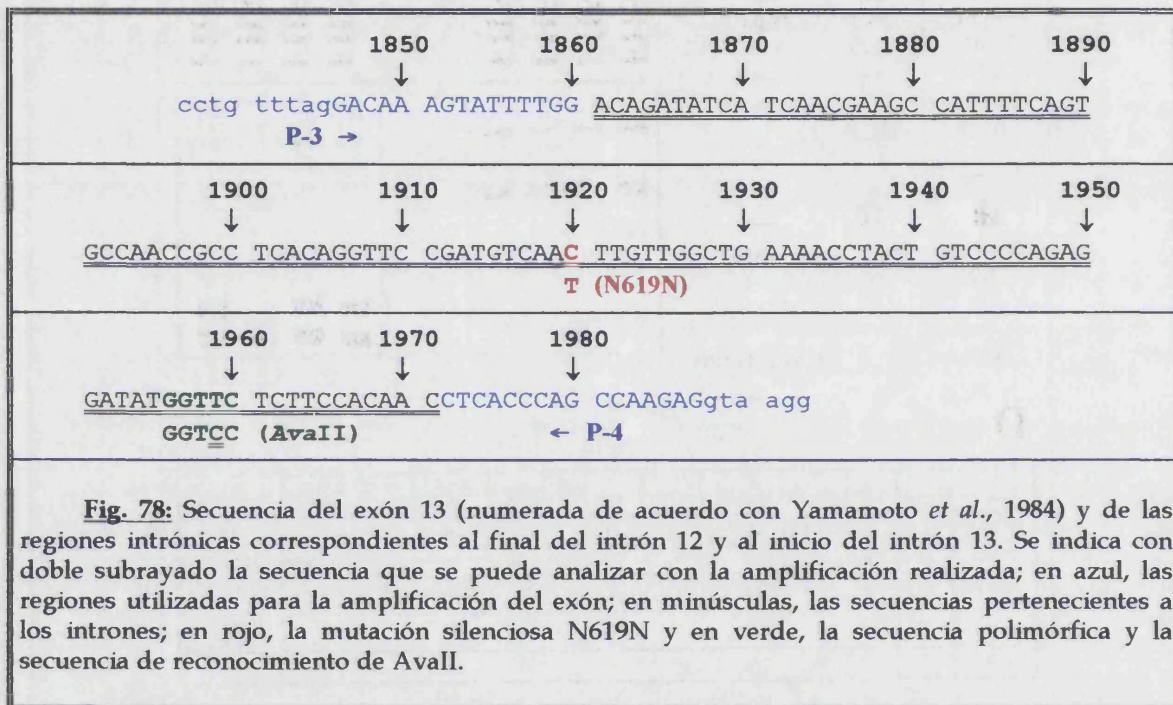 1850 1860 1870 1880 1890
↓ ↓ ↓ ↓ ↓
cctg tttagGACAA AGTATTTTGG ACAGATATCA TCAACGAAGC CATTTTCAGT
P-3 →
1900 1910 1920 1930 1940 1950
↓ ↓ ↓ ↓ ↓ ↓
GCCAACCGCC TCACAGGTTC CGATGTCAAC TTGTTGGCTG AAAACCTACT GTCCCCAGAG
T (N619N)
1960 1970 1980
↓ ↓ ↓
GATATGGTTC TCTTCCACAA CCTCACCCAG CCAAGAGgta agg
GGTCC (AvaII) ← P-4
Fig. 78: Secuencia del exón 13 (numerada de acuerdo con Yamamoto et al., 1984) y de las
regiones intrónicas correspondientes al final del intrón 12 y al inicio del intrón 13. Se indica con
doble subrayado la secuencia que se puede analizar con la amplificación realizada; en azul, las
regiones utilizadas para la amplificación del exón; en minúsculas, las secuencias pertenecientes a
los intrones; en rojo, la mutación silenciosa N619N y en verde, la secuencia polimórfica y la
secuencia de reconocimiento de AvaII.